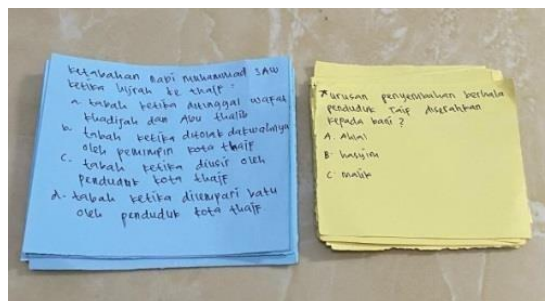 Ketabahan Nabi Muhammad SAW
ketika hijrah ke thaif :
a. tabah ketika ditinggal wafat
khadijah dan Abu thalib
b. tabah ketika ditolak dakwahnya
oleh pemimpin kota thaif
c. tabah ketika diusir oleh
penduduk kota thaif
d. tabah ketika dilempari batu
oleh penduduk kota thaif.
urusan penyembahan berhala
penduduk Taif diserahkan
kepada bani ?
A. Ahlai
B. hasyim
C. malik